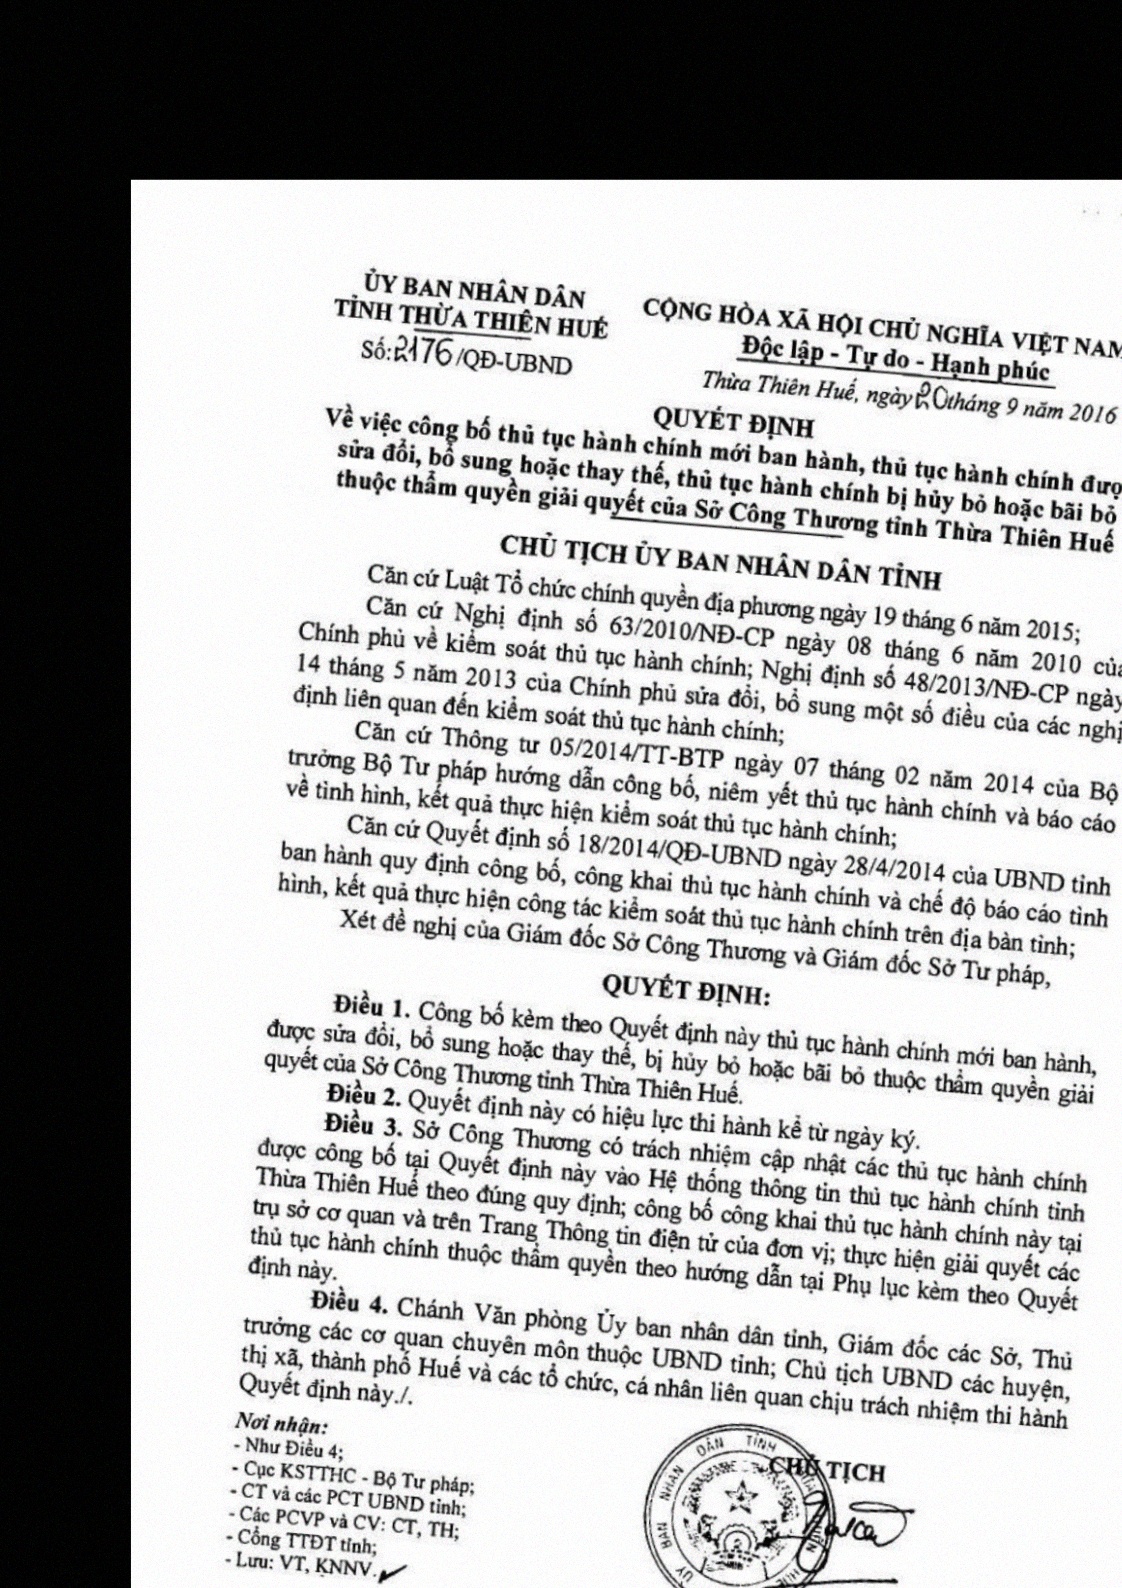 ỦY BAN NHÂN DÂN
TỈNH THỪA THIÊN HUẾ
Số: 2176/QĐ-UBND
CỘNG HÒA XÃ HỘI CHỦ NGHĨA VIỆT NAM
Độc lập - Tự do - Hạnh phúc
Thừa Thiên Huế, ngày 20 tháng 9 năm 2016
QUYẾT ĐỊNH
Về việc công bố thủ tục hành chính mới ban hành, thủ tục hành chính đượ
sửa đổi, bổ sung hoặc thay thế, thủ tục hành chính bị hủy bỏ hoặc bãi bỏ
thuộc thẩm quyền giải quyết của Sở Công Thương tỉnh Thừa Thiên Huế
CHỦ TỊCH ỦY BAN NHÂN DÂN TỈNH
Căn cứ Luật Tổ chức chính quyền địa phương ngày 19 tháng 6 năm 2015;
Căn cứ Nghị định số 63/2010/NĐ-CP ngày 08 tháng 6 năm 2010 của
Chính phủ về kiểm soát thủ tục hành chính; Nghị định số 48/2013/NĐ-CP ngày
14 tháng 5 năm 2013 của Chính phủ sửa đổi, bổ sung một số điều của các nghị
định liên quan đến kiểm soát thủ tục hành chính;
Căn cứ Thông tư 05/2014/TT-BTP ngày 07 tháng 02 năm 2014 của Bộ
trưởng Bộ Tư pháp hướng dẫn công bố, niêm yết thủ tục hành chính và báo cáo
về tình hình, kết quả thực hiện kiểm soát thủ tục hành chính;
Căn cứ Quyết định số 18/2014/QĐ-UBND ngày 28/4/2014 của UBND tỉnh
ban hành quy định công bố, công khai thủ tục hành chính và chế độ báo cáo tình
hình, kết quả thực hiện công tác kiểm soát thủ tục hành chính trên địa bàn tỉnh;
Xét đề nghị của Giám đốc Sở Công Thương và Giám đốc Sở Tư pháp,
QUYẾT ĐỊNH:
Điều 1. Công bố kèm theo Quyết định này thủ tục hành chính mới ban hành,
được sửa đổi, bổ sung hoặc thay thế, bị hủy bỏ hoặc bãi bỏ thuộc thẩm quyền giải
quyết của Sở Công Thương tỉnh Thừa Thiên Huế.
Điều 2. Quyết định này có hiệu lực thi hành kể từ ngày ký.
Điều 3. Sở Công Thương có trách nhiệm cập nhật các thủ tục hành chính
được công bố tại Quyết định này vào Hệ thống thông tin thủ tục hành chính tỉnh
Thừa Thiên Huế theo đúng quy định; công bố công khai thủ tục hành chính này tại
trụ sở cơ quan và trên Trang Thông tin điện tử của đơn vị; thực hiện giải quyết các
thủ tục hành chính thuộc thẩm quyền theo hướng dẫn tại Phụ lục kèm theo Quyết
định này.
Điều 4. Chánh Văn phòng Ủy ban nhân dân tỉnh, Giám đốc các Sở, Thủ
trưởng các cơ quan chuyên môn thuộc UBND tỉnh; Chủ tịch UBND các huyện,
thị xã, thành phố Huế và các tổ chức, cá nhân liên quan chịu trách nhiệm thi hành
Quyết định này./.
Nơi nhận:
- Như Điều 4;
- Cục KSTTHC - Bộ Tư pháp;
- CT và các PCT UBND tỉnh;
- Các PCVP và CV: CT, TH;
- Cổng TTĐT tỉnh;
- Lưu: VT, KNNV.
CHỦ TỊCH
ỦY BAN NHÂN DÂN TỈNH